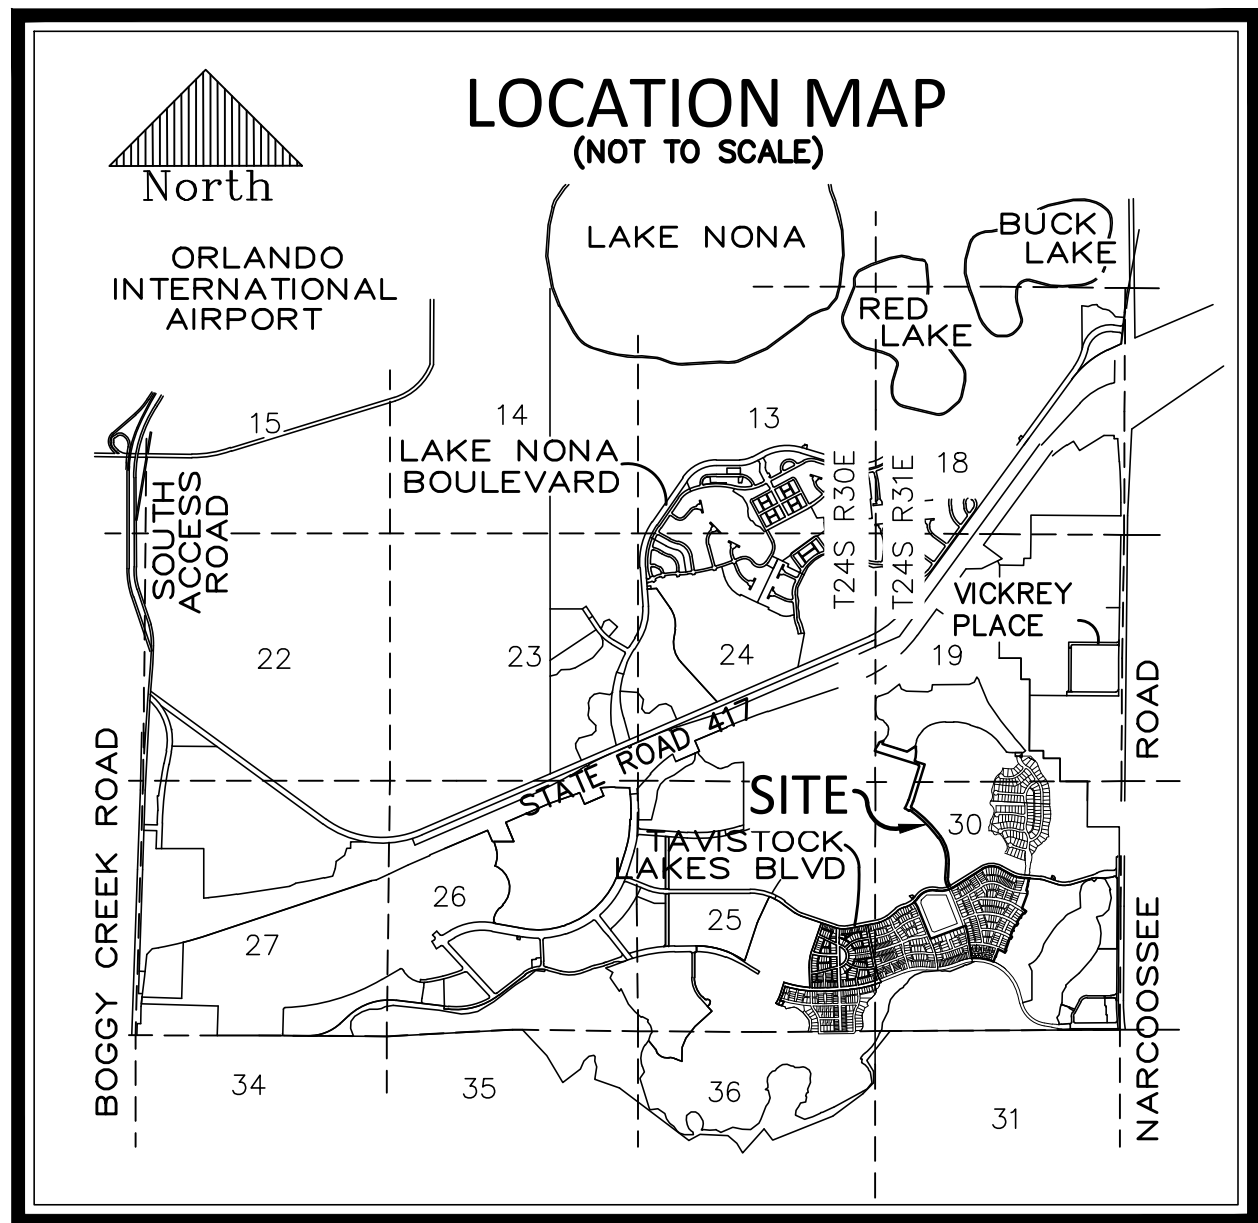 LOCATION MAP
(NOT TO SCALE)
North
LAKE NONA
BUCK
LAKE
ORLANDO
INTERNATIONAL
AIRPORT
RED
LAKE
15
14
13
LAKE NONA
BOULEVARD
18
T24S R30E
T24S R31E
SOUTH
ACCESS
ROAD
VICKREY
PLACE
22
23
24
19
STATE ROAD 417
SITE
30
TAVISTOCK
LAKES BLVD
BOGGY CREEK ROAD
NARCOOSSEE ROAD
26
25
27
34
35
36
31